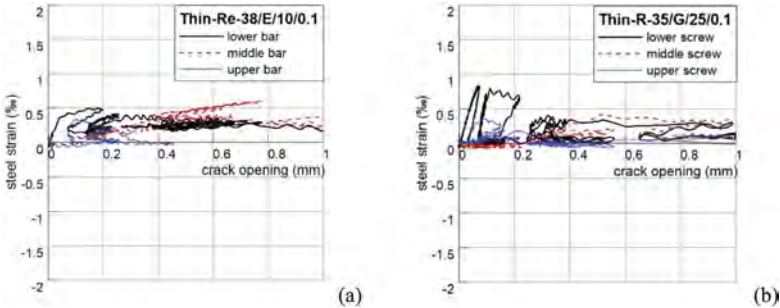 Thin-Re-38/E/10/0.1
lower bar
middle bar
upper bar
steel strain (‰)
2
1.5
1
0.5
0
-0.5
-1
-1.5
-2
0
0.2
0.4
0.6
0.8
1
crack opening (mm)
(a)
Thin-R-35/G/25/0.1
lower screw
middle screw
upper screw
steel strain (‰)
2
1.5
1
0.5
0
-0.5
-1
-1.5
-2
0
0.2
0.4
0.6
0.8
1
crack opening (mm)
(b)